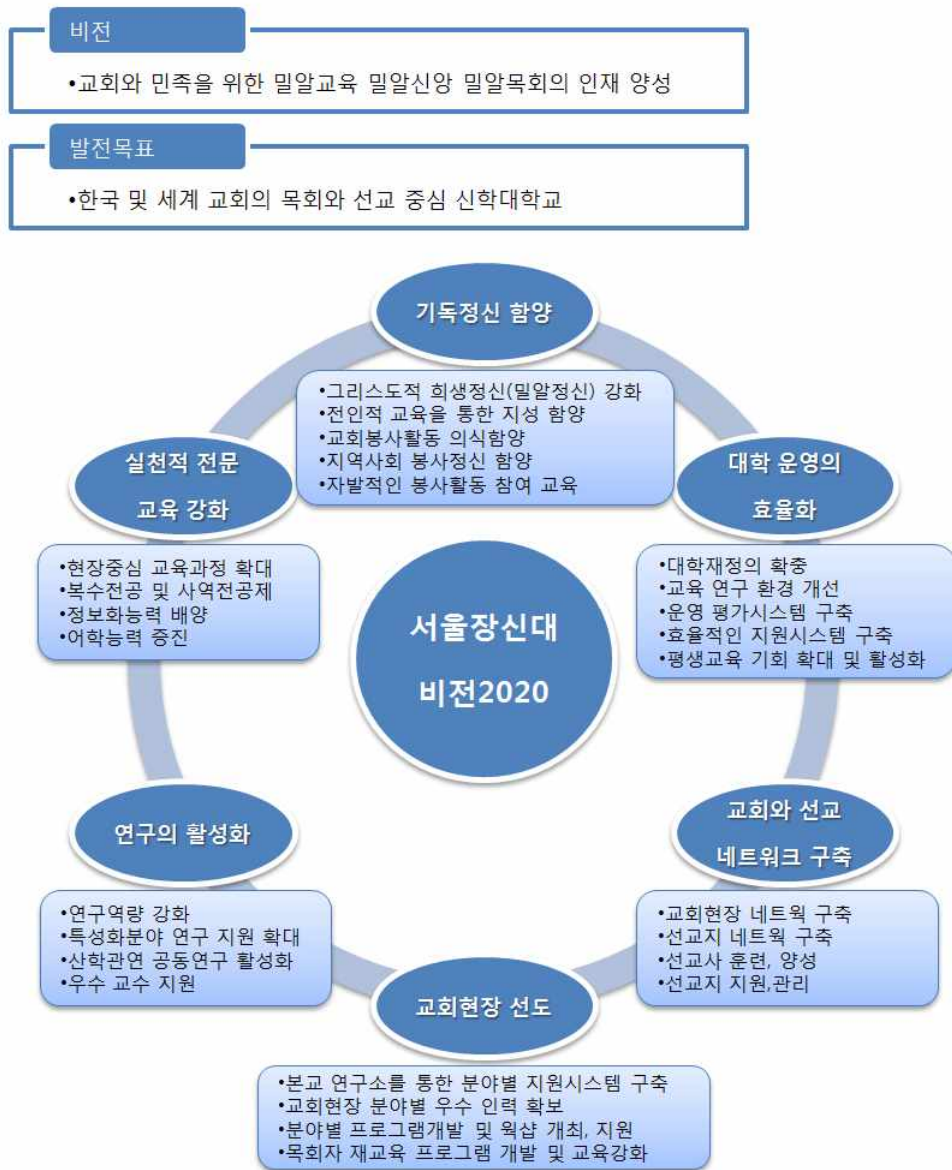 비전
•교회와 민족을 위한 밀알교육 밀알신앙 밀알목회의 인재 양성
발전목표
•한국 및 세계 교회의 목회와 선교 중심 신학대학교
기독정신 함양
•그리스도적 희생정신(밀알정신) 강화
•전인적 교육을 통한 지성 함양
•교회봉사활동 의식함양
•지역사회 봉사정신 함양
•자발적인 봉사활동 참여 교육
실천적 전문
교육 강화
•현장중심 교육과정 확대
•복수전공 및 사역전공제
•정보화능력 배양
•어학능력 증진
대학 운영의
효율화
•대학재정의 확충
•교육 연구 환경 개선
•운영 평가시스템 구축
•효율적인 지원시스템 구축
•평생교육 기회 확대 및 활성화
서울장신대
비전2020
연구의 활성화
•연구역량 강화
•특성화분야 연구 지원 확대
•산학관연 공동연구 활성화
•우수 교수 지원
교회와 선교
네트워크 구축
•교회현장 네트웍 구축
•선교지 네트웍 구축
•선교사 훈련, 양성
•선교지 지원,관리
교회현장 선도
•본교 연구소를 통한 분야별 지원시스템 구축
•교회현장 분야별 우수 인력 확보
•분야별 프로그램개발 및 웍샵 개최, 지원
•목회자 재교육 프로그램 개발 및 교육강화